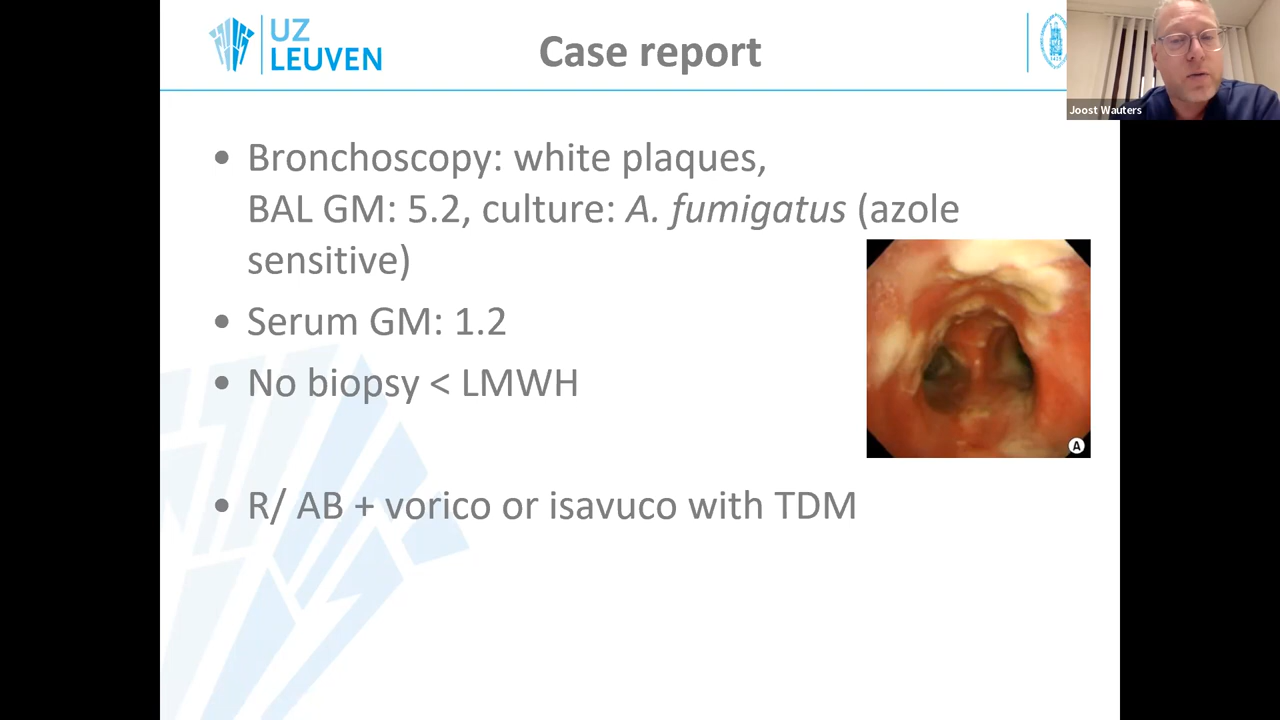 UZ
LEUVEN
Case report
Joost Wauters
• Bronchoscopy: white plaques,
BAL GM: 5.2, culture: A. fumigatus (azole
sensitive)
• Serum GM: 1.2
• No biopsy < LMWH
A
• R/ AB + vorico or isavuco with TDM